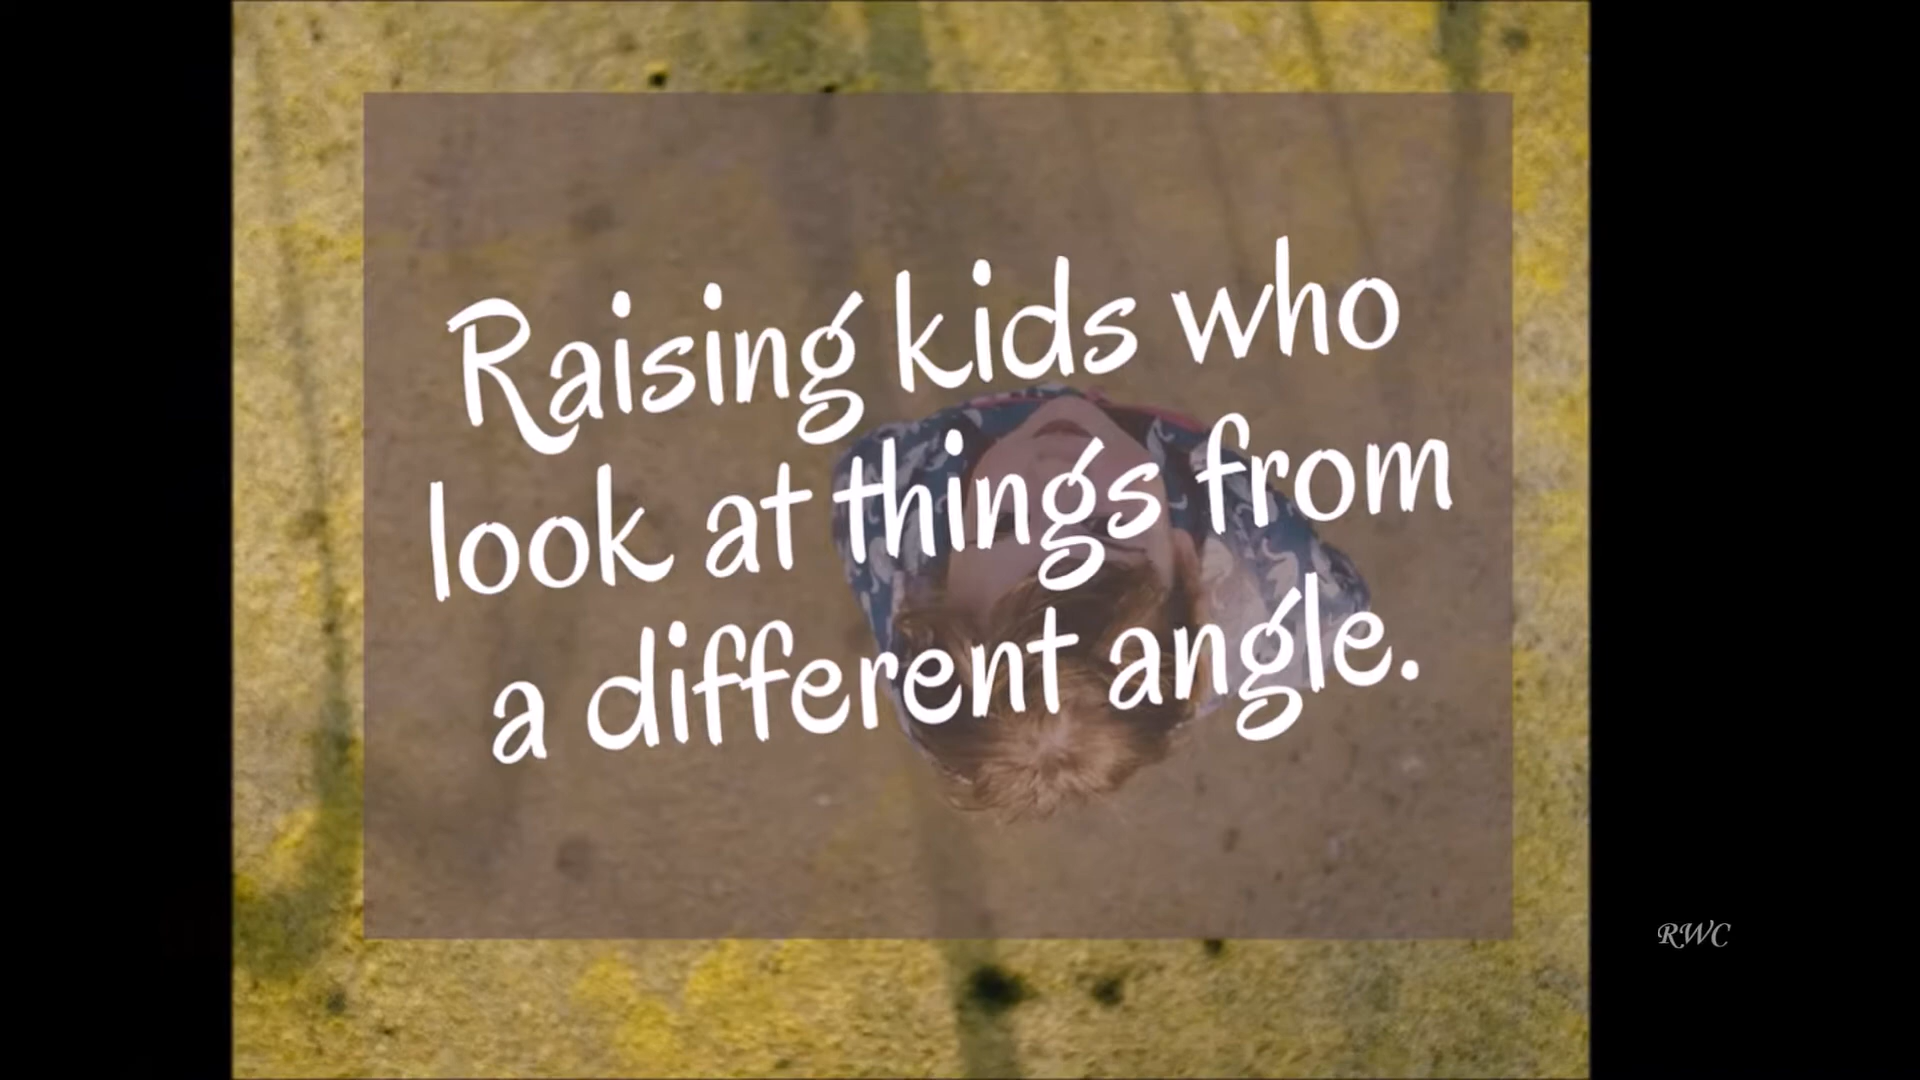 Raising kids who
look at things from
a different angle.
RWC